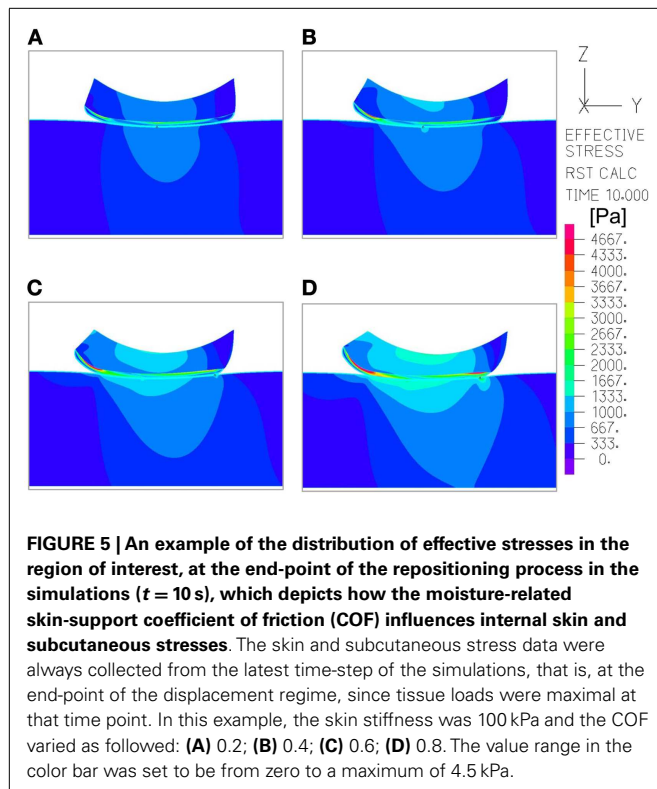 A
B
Z
X
Y
EFFECTIVE
STRESS
RST CALC
TIME 10.000
[Pa]
4667.
4333.
4000.
3667.
3333.
3000.
2667.
2333.
2000.
1667.
1333.
1000.
667.
333.
0.
C
D
FIGURE 5 | An example of the distribution of effective stresses in the
region of interest, at the end-point of the repositioning process in the
simulations (t = 10 s), which depicts how the moisture-related
skin-support coefficient of friction (COF) influences internal skin and
subcutaneous stresses. The skin and subcutaneous stress data were
always collected from the latest time-step of the simulations, that is, at the
end-point of the displacement regime, since tissue loads were maximal at
that time point. In this example, the skin stiffness was 100 kPa and the COF
varied as followed: (A) 0.2; (B) 0.4; (C) 0.6; (D) 0.8. The value range in the
color bar was set to be from zero to a maximum of 4.5 kPa.